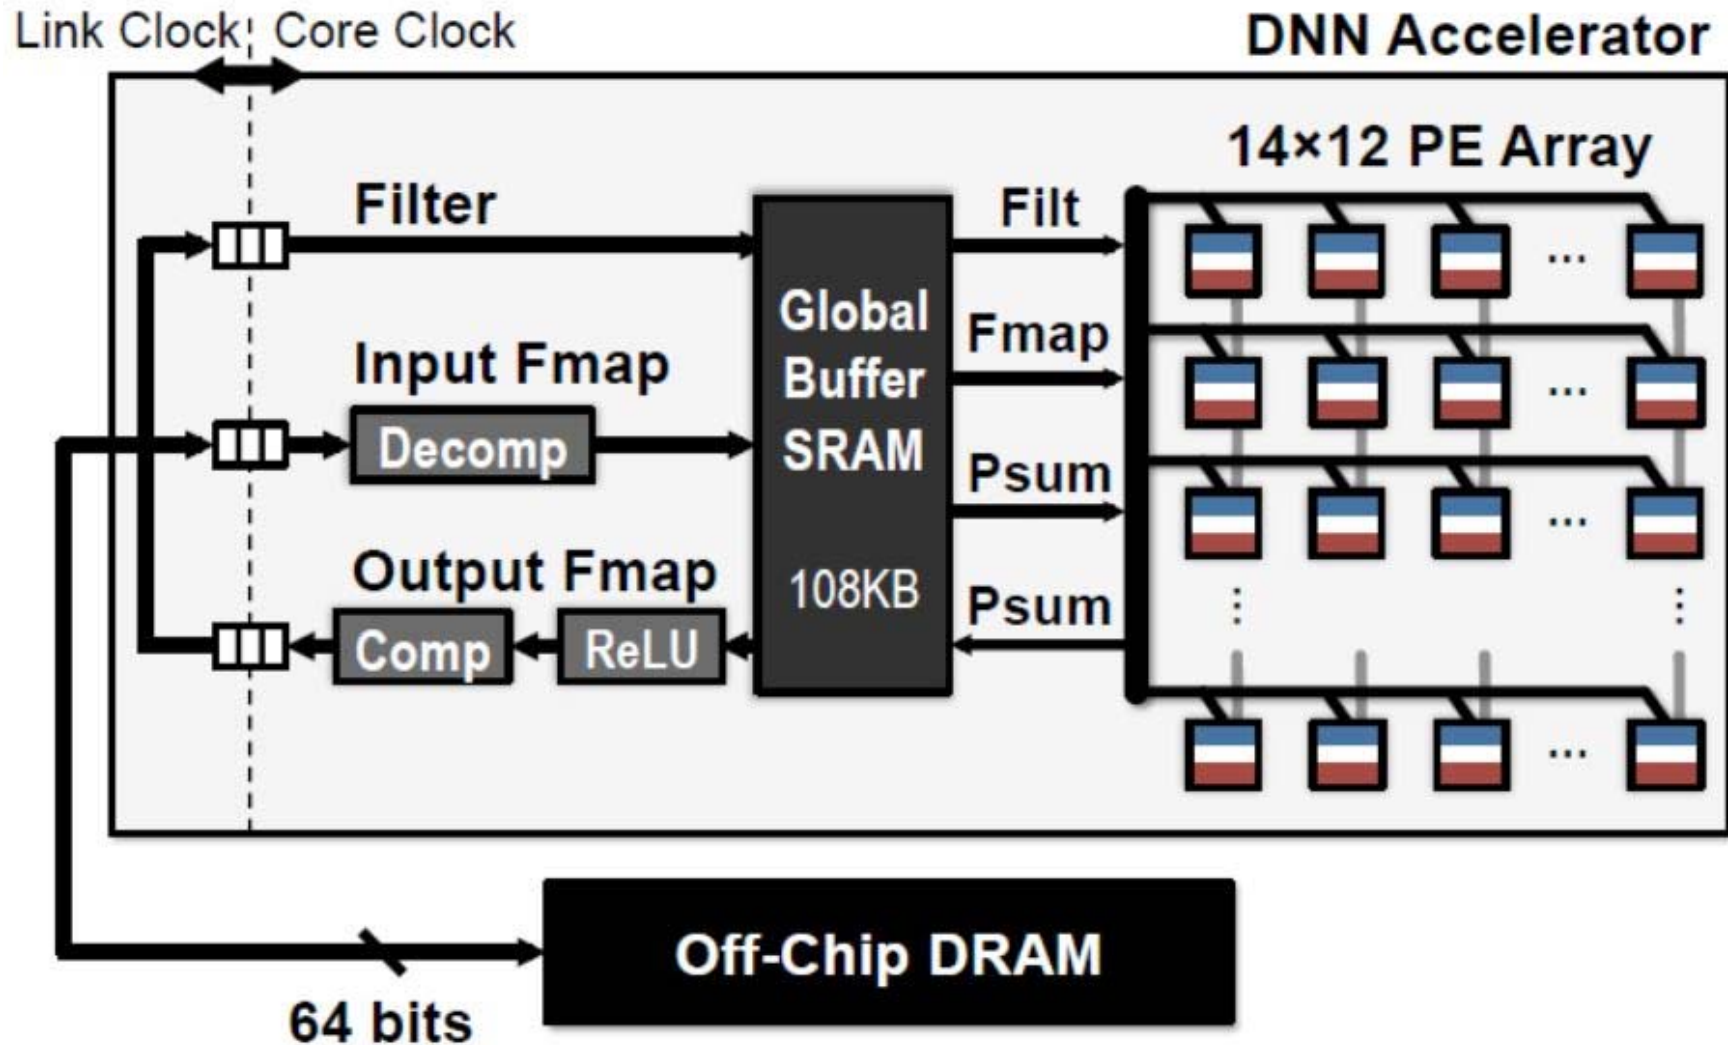 Link Clock Core Clock
DNN Accelerator
14×12 PE Array
Filter
Filt
Input Fmap
Fmap
Decomp
Global
Buffer
SRAM
108KB
Psum
Output Fmap
Psum
Comp
ReLU
...
...
...
...
Off-Chip DRAM
64 bits